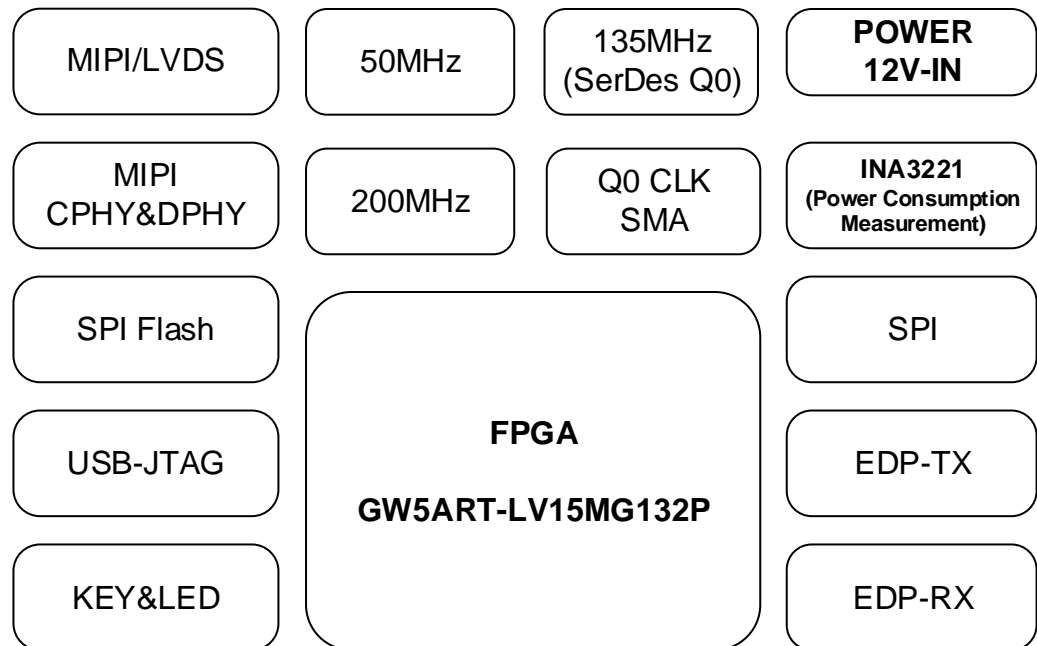 MIPI/LVDS
50MHz
135MHz
(SerDes Q0)
POWER
12V-IN
MIPI
CPHY&DPHY
200MHz
Q0 CLK
SMA
INA3221
(Power Consumption
Measurement)
SPI Flash
SPI
USB-JTAG
FPGA
GW5ART-LV15MG132P
EDP-TX
KEY&LED
EDP-RX